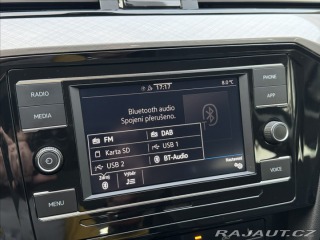 12:17
8.0°C
RADIO
MEDIA
MENU
PHONE
APP
VOICE
Bluetooth audio
Spojení přerušeno.
FM
DAB
Karta SD
USB 1
USB 2
BT-Audio
Zdroj
Výběr
Nastavení
RAJAUT.CZ